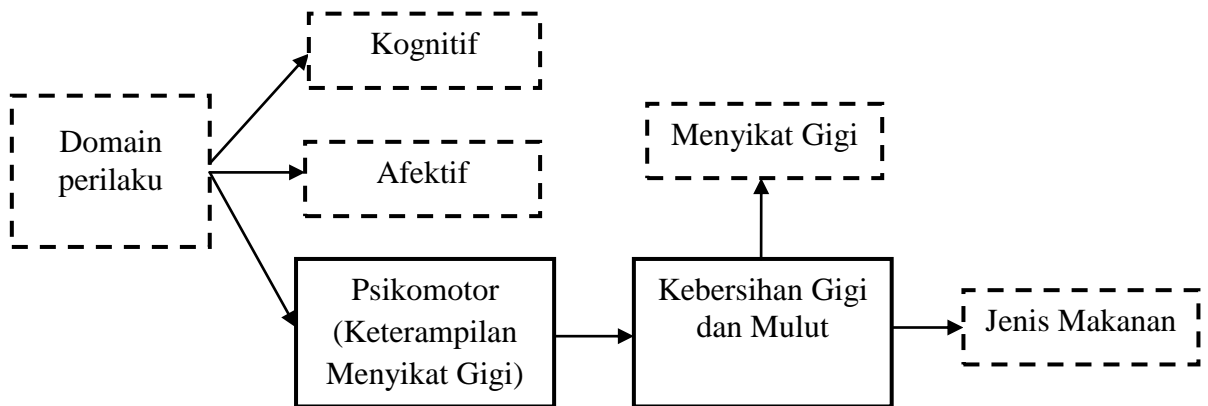 Kognitif
Domain
perilaku
Afektif
Menyikat Gigi
Psikomotor
(Keterampilan
Menyikat Gigi)
Kebersihan Gigi
dan Mulut
Jenis Makanan